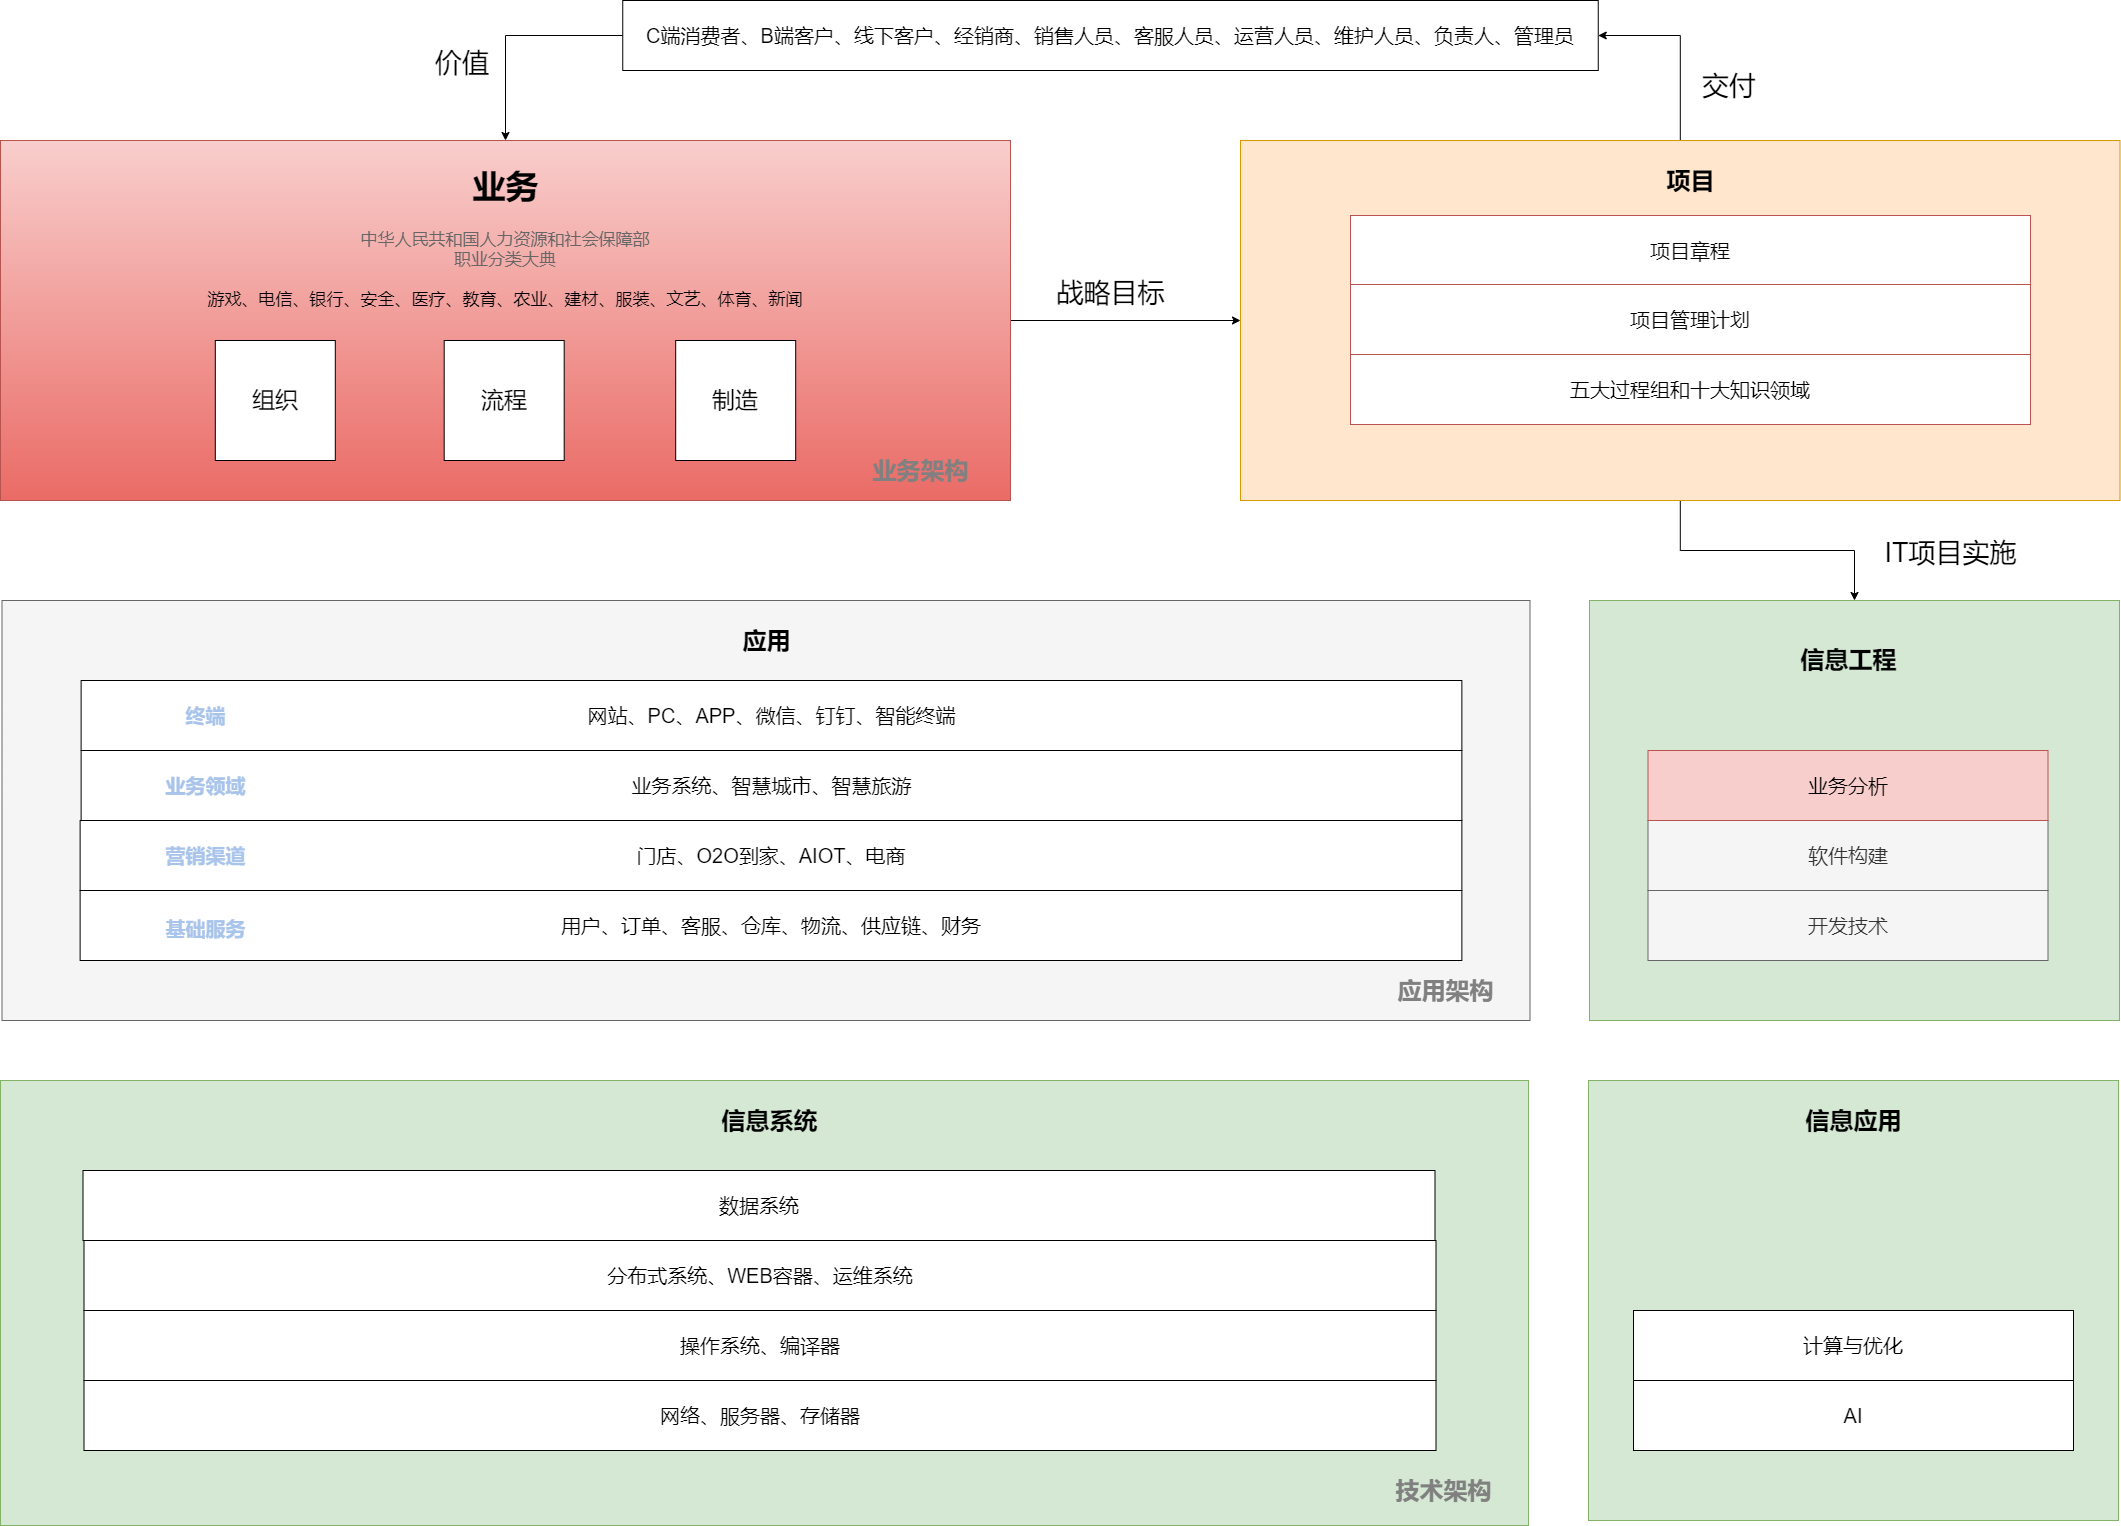 C端消费者、B端客户、线下客户、经销商、销售人员、客服人员、运营人员、维护人员、负责人、管理员
价值
交付
业务
中华人民共和国人力资源和社会保障部
职业分类大典
游戏、电信、银行、安全、医疗、教育、农业、建材、服装、文艺、体育、新闻
组织
流程
制造
业务架构
战略目标
项目
项目章程
项目管理计划
五大过程组和十大知识领域
IT项目实施
应用
终端
网站、PC、APP、微信、钉钉、智能终端
业务领域
业务系统、智慧城市、智慧旅游
营销渠道
门店、O2O到家、AIOT、电商
基础服务
用户、订单、客服、仓库、物流、供应链、财务
应用架构
信息工程
业务分析
软件构建
开发技术
信息系统
数据系统
分布式系统、WEB容器、运维系统
操作系统、编译器
网络、服务器、存储器
技术架构
信息应用
计算与优化
AI